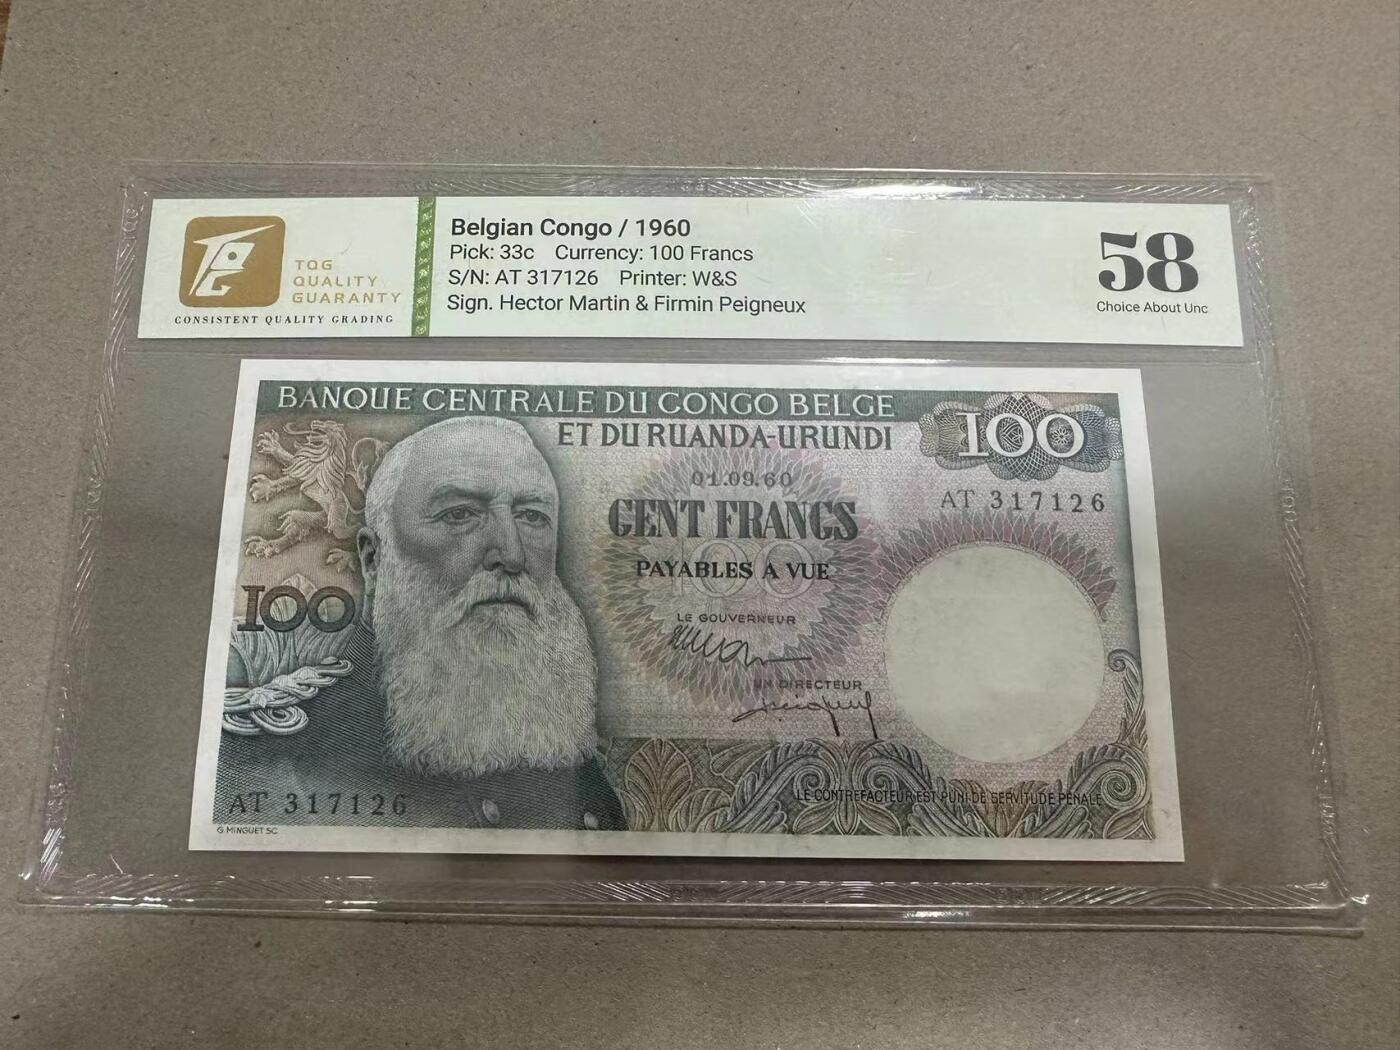 TQG
QUALITY
GUARANTY
CONSISTENT QUALITY GRADING
Belgian Congo / 1960
Pick: 33c Currency: 100 Francs
S/N: AT 317126 Printer: W&S
Sign. Hector Martin & Firmin Peigneux
58
Choice About Unc
BANQUE CENTRALE DU CONGO BELGE
ET DU RUANDA-URUNDI
100
01.09.60
AT 317126
CENT FRANCS
100
PAYABLES A VUE
100
LE GOUVERNEUR
UN DIRECTEUR
LE CONTREFACTEUR EST PUNI DE SERVITUDE PENALE
AT 317126
G. MINGUET SC.